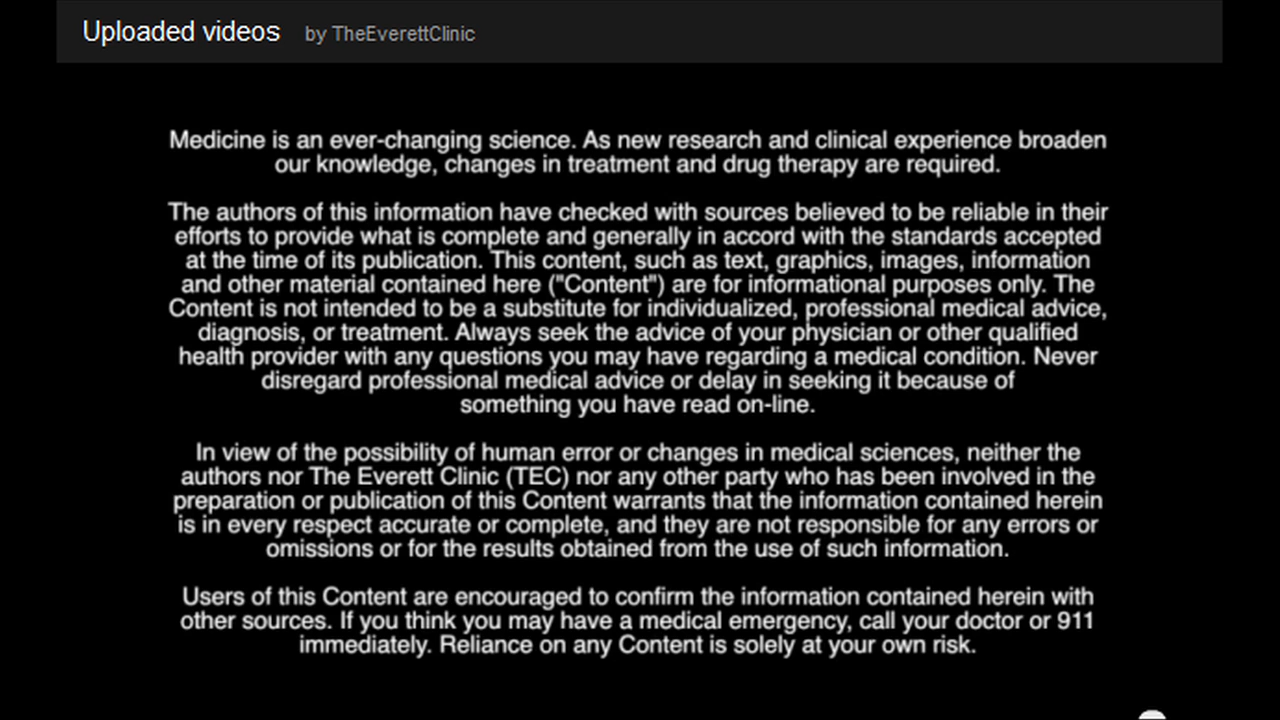 Uploaded videos by TheEverettClinic
Medicine is an ever-changing science. As new research and clinical experience broaden
our knowledge, changes in treatment and drug therapy are required.
The authors of this information have checked with sources believed to be reliable in their
efforts to provide what is complete and generally in accord with the standards accepted
at the time of its publication. This content, such as text, graphics, images, information
and other material contained here ("Content") are for informational purposes only. The
Content is not intended to be a substitute for individualized, professional medical advice,
diagnosis, or treatment. Always seek the advice of your physician or other qualified
health provider with any questions you may have regarding a medical condition. Never
disregard professional medical advice or delay in seeking it because of
something you have read on-line.
In view of the possibility of human error or changes in medical sciences, neither the
authors nor The Everett Clinic (TEC) nor any other party who has been involved in the
preparation or publication of this Content warrants that the information contained herein
is in every respect accurate or complete, and they are not responsible for any errors or
omissions or for the results obtained from the use of such information.
Users of this Content are encouraged to confirm the information contained herein with
other sources. If you think you may have a medical emergency, call your doctor or 911
immediately. Reliance on any Content is solely at your own risk.